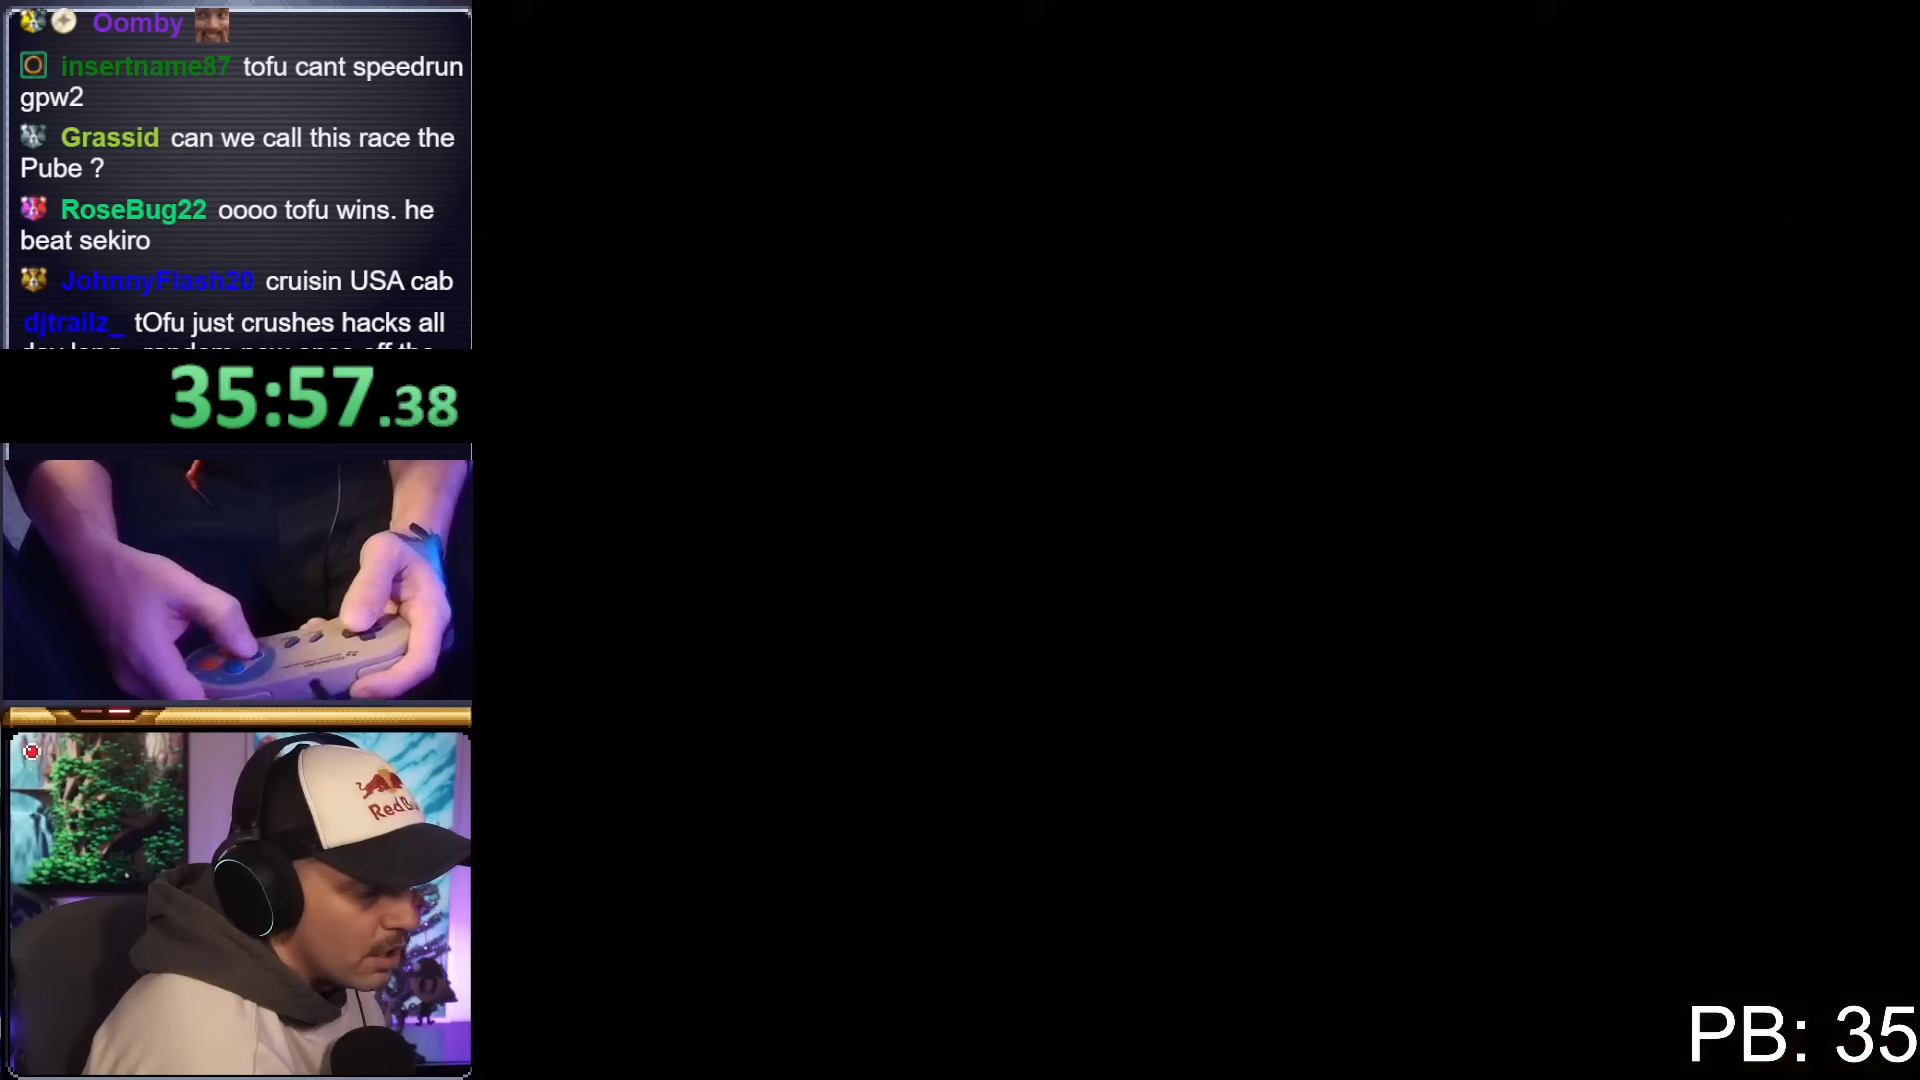 Oomby
insertname87 tofu cant speedrun
gpw2
Grassid can we call this race the
Pube ?
RoseBug22 oooo tofu wins. he
beat sekiro
JohnnyFlash20 cruisin USA cab
djtrailz_ tOfu just crushes hacks all
35:57.38
PB: 35